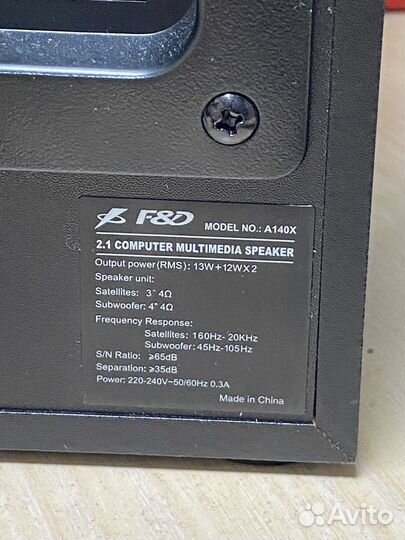 F&D MODEL NO.: A140X
2.1 COMPUTER MULTIMEDIA SPEAKER
Output power(RMS): 13W+12WX2
Speaker unit:
Satellites: 3" 4Ω
Subwoofer: 4" 4Ω
Frequency Response:
Satellites: 160Hz- 20KHz
Subwoofer: 45Hz-105Hz
S/N Ratio: ≥65dB
Separation: ≥35dB
Power: 220-240V~50/60Hz 0.3A
Made in China
Avito